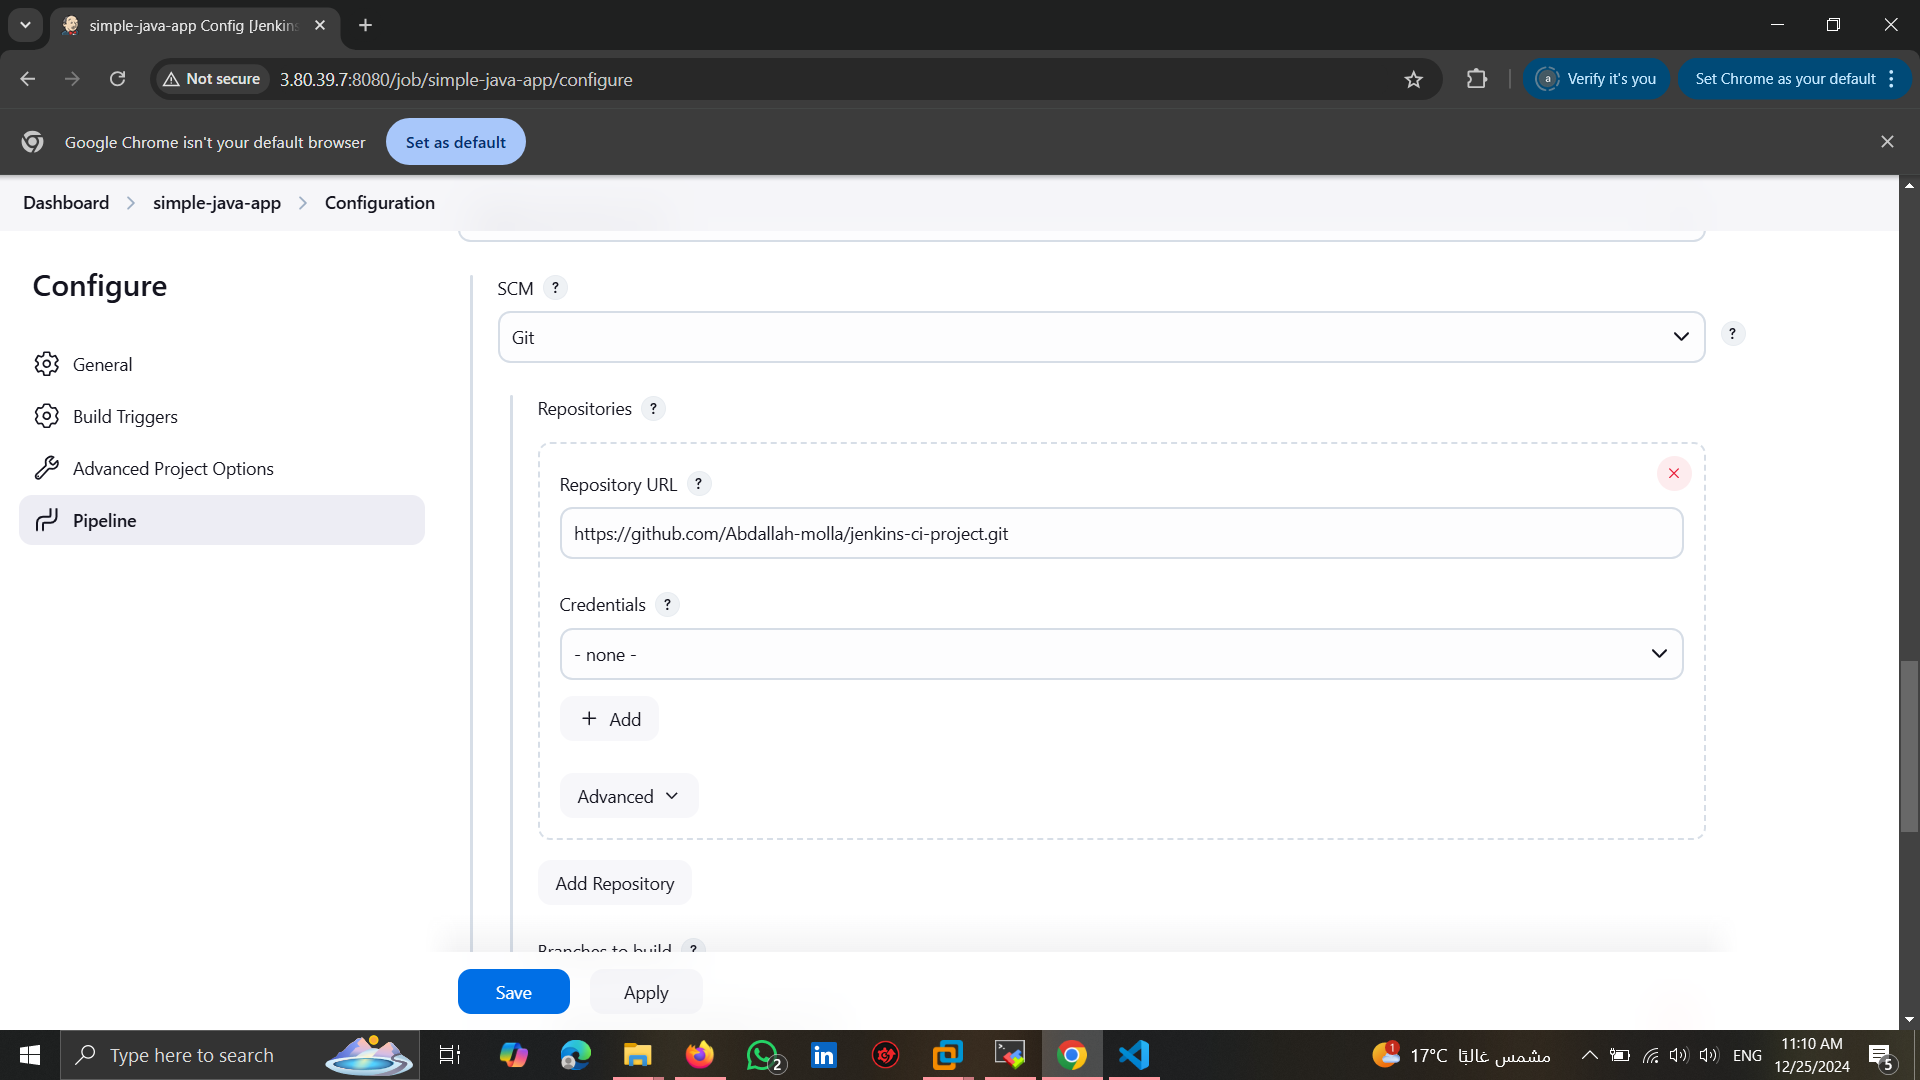 simple-java-app Config [Jenkins
Not secure
3.80.39.7:8080/job/simple-java-app/configure
a
Verify it's you
Set Chrome as your default
Google Chrome isn't your default browser
Set as default
Dashboard
simple-java-app
Configuration
Configure
General
Build Triggers
Advanced Project Options
Pipeline
SCM ?
Git
?
Repositories ?
Repository URL ?
https://github.com/Abdallah-molla/jenkins-ci-project.git
Credentials ?
- none -
+ Add
Advanced
Add Repository
Branches to build ?
Save
Apply
Type here to search
2
in
1
17°C مشمس غالبًا
ENG
11:10 AM
12/25/2024
5